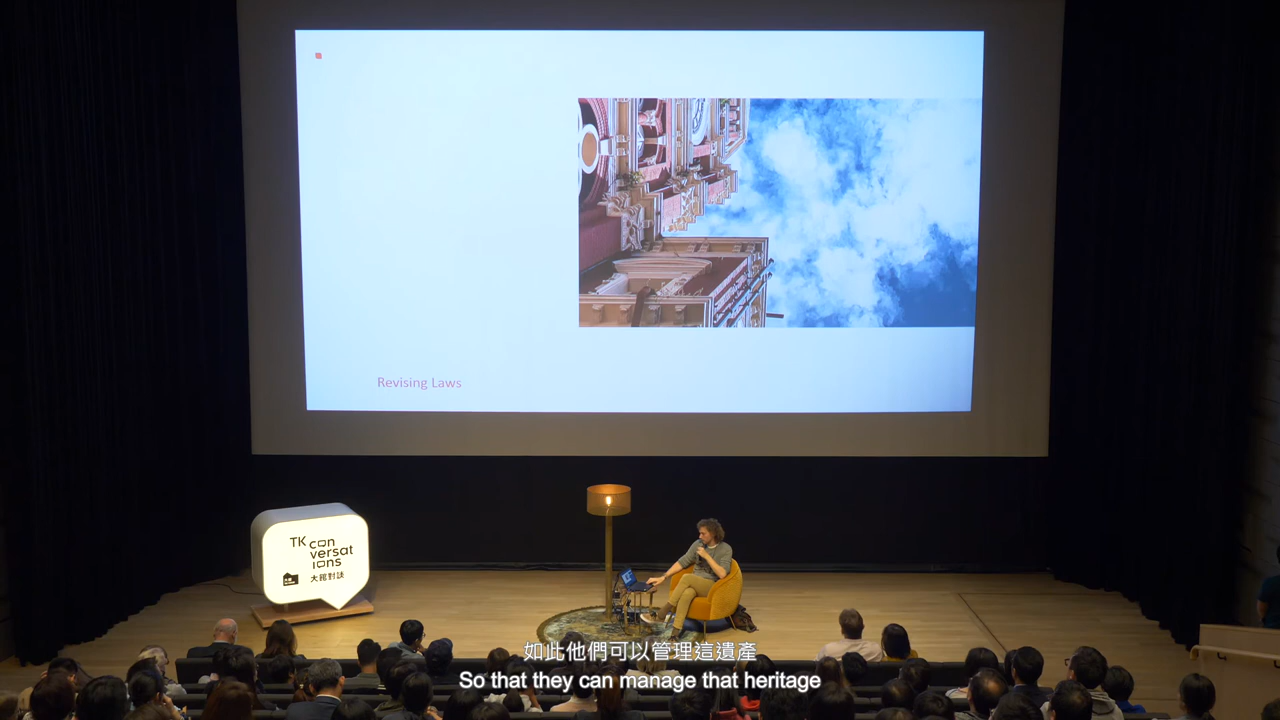 Revising Laws
TK
con
versat
ions
大館對談
如此他們可以管理這遺產
So that they can manage that heritage